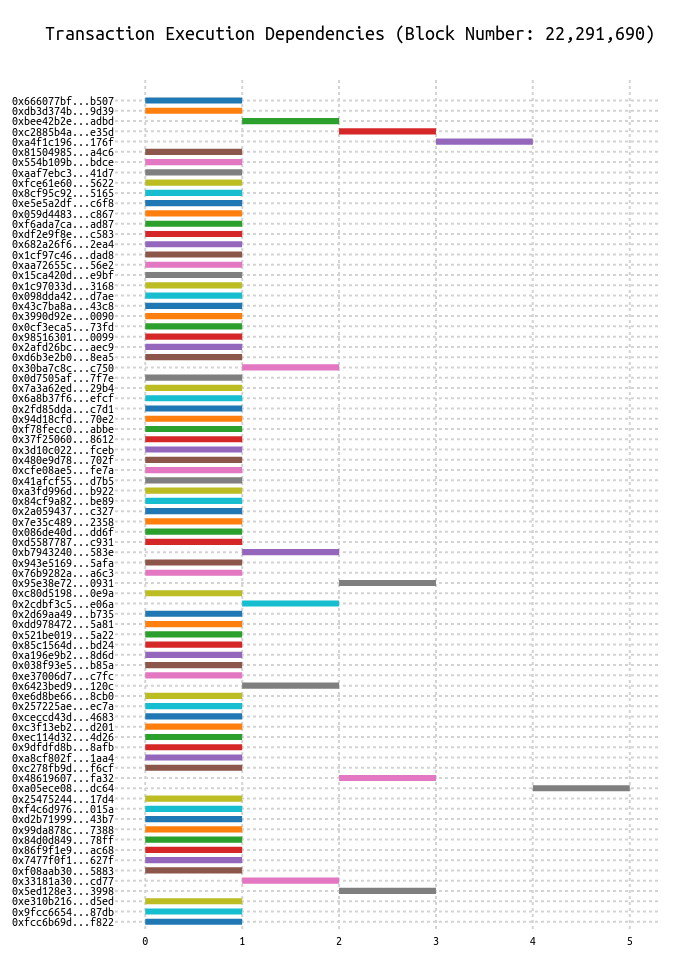 Transaction Execution Dependencies (Block Number: 22,291,690)
0x666077bf...b507
0xdb3d374b...9d39
0xbee42b2e...adbd
0xc2885b4a...e35d
0xa4f1c196...176f
0x81504985...a4c6
0x554b109b...bdce
0xaaf7ebc3...41d7
0xfce61e60...5622
0x8cf95c92...5165
0xe5e5a2df...c6f8
0x059d4483...c867
0xf6ada7ca...ad87
0xdf2e9f8e...c583
0x682a26f6...2ea4
0x1cf97c46...dad8
0xaa72655c...56e2
0x15ca420d...e9bf
0x1c97033d...3168
0x098dda42...d7ae
0x43c7ba8a...43c8
0x3990d92e...0090
0x0cf3eca5...73fd
0x98516301...0099
0x2afd26bc...aec9
0xd6b3e2b0...8ea5
0x30ba7c8c...c750
0x0d7505af...7f7e
0x7a3a62ed...29b4
0x6a8b37f6...efcf
0x2fd85dda...c7d1
0x94d18cfd...70e2
0xf78fecc0...abbe
0x37f25060...8612
0x3d10c022...fceb
0x480e9d78...702f
0xcfe08ae5...fe7a
0x41afcf55...d7b5
0xa3fd996d...b922
0x84cf9a82...be89
0x2a059437...c327
0x7e35c489...2358
0x086de40d...dd6f
0xd5587787...c931
0xb7943240...583e
0x943e5169...5afa
0x76b9282a...a6c3
0x95e38e72...0931
0xc80d5198...0e9a
0x2cdbf3c5...e06a
0x2d69aa49...b735
0xdd978472...5a81
0x521be019...5a22
0x85c1564d...bd24
0xa196e9b2...8d6d
0x038f93e5...b85a
0xe37006d7...c7fc
0x6423bed9...120c
0xe6d8be66...8cb0
0x257225ae...ec7a
0xceccd43d...4683
0xc3f13eb2...d201
0xec114d32...4d26
0x9dfdfd8b...8afb
0xa8cf802f...1aa4
0xc278fb9d...f6cf
0x48619607...fa32
0xa05ece08...dc64
0x25475244...17d4
0xf4c6d976...015a
0xd2b71999...43b7
0x99da878c...7388
0x84d0d849...78ff
0x86f9f1e9...ac68
0x7477f0f1...627f
0xf08aab30...5883
0x33181a30...cd77
0x5ed128e3...3998
0xe310b216...d5ed
0x9fcc6654...87db
0xfcc6b69d...f822
0 1 2 3 4 5